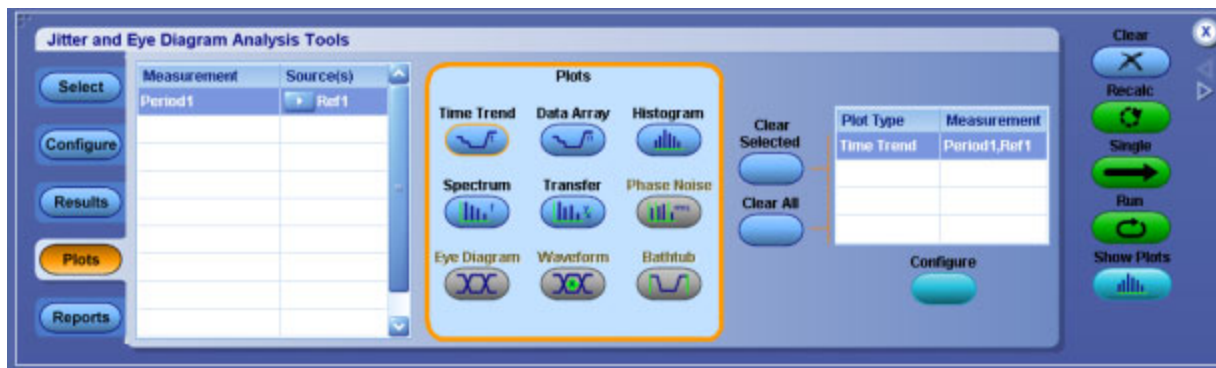 Jitter and Eye Diagram Analysis Tools
Select
Configure
Results
Plots
Reports
Measurement Source(s)
Period1 Ref1
Plots
Time Trend Data Array Histogram
Spectrum Transfer Phase Noise
Eye Diagram Waveform Bathtub
Clear Selected
Clear All
Plot Type Measurement
Time Trend Period1,Ref1
Configure
Clear
X
Recalc
Single
Run
Show Plots